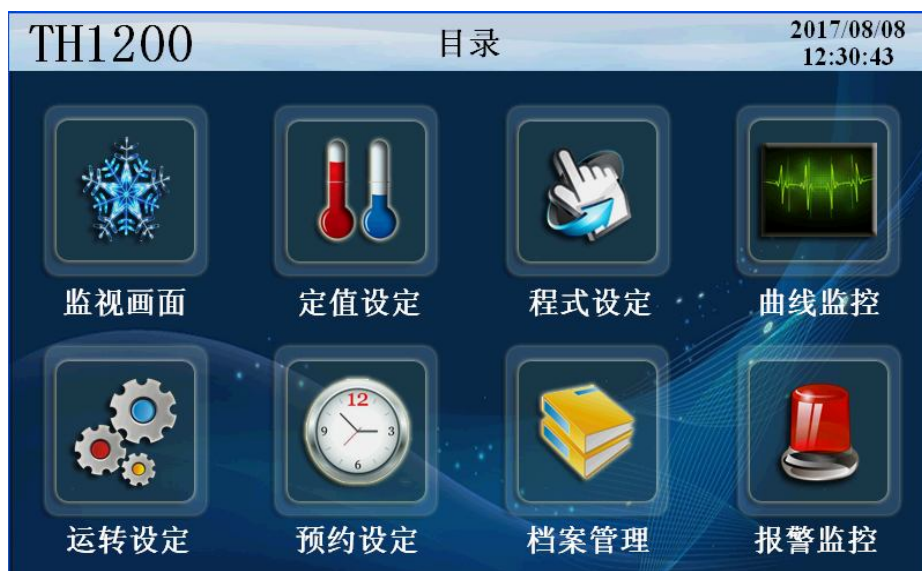 TH1200
目录
2017/08/08
12:30:43
监视画面
定值设定
程式设定
曲线监控
12
9
3
6
运转设定
预约设定
档案管理
报警监控